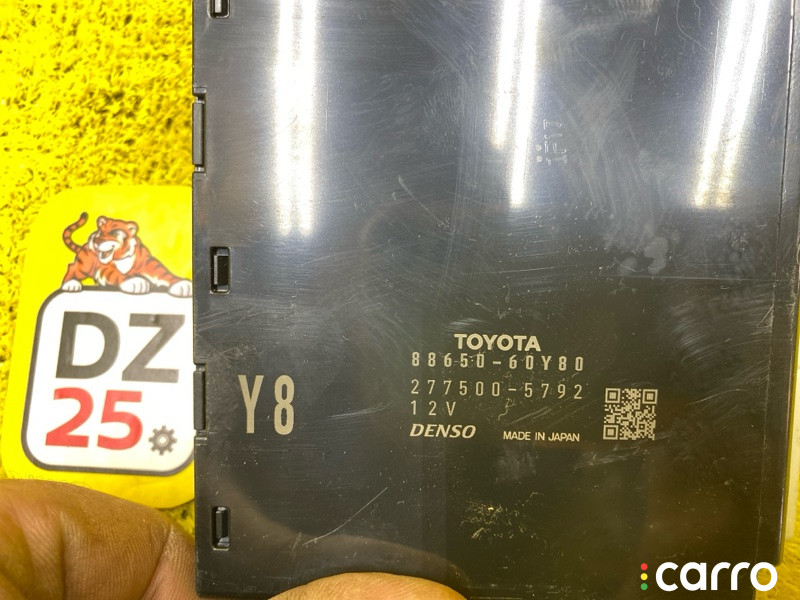 DZ
25
Y8
TOYOTA
88650-60Y80
277500-5792
12V
DENSO MADE IN JAPAN
carro